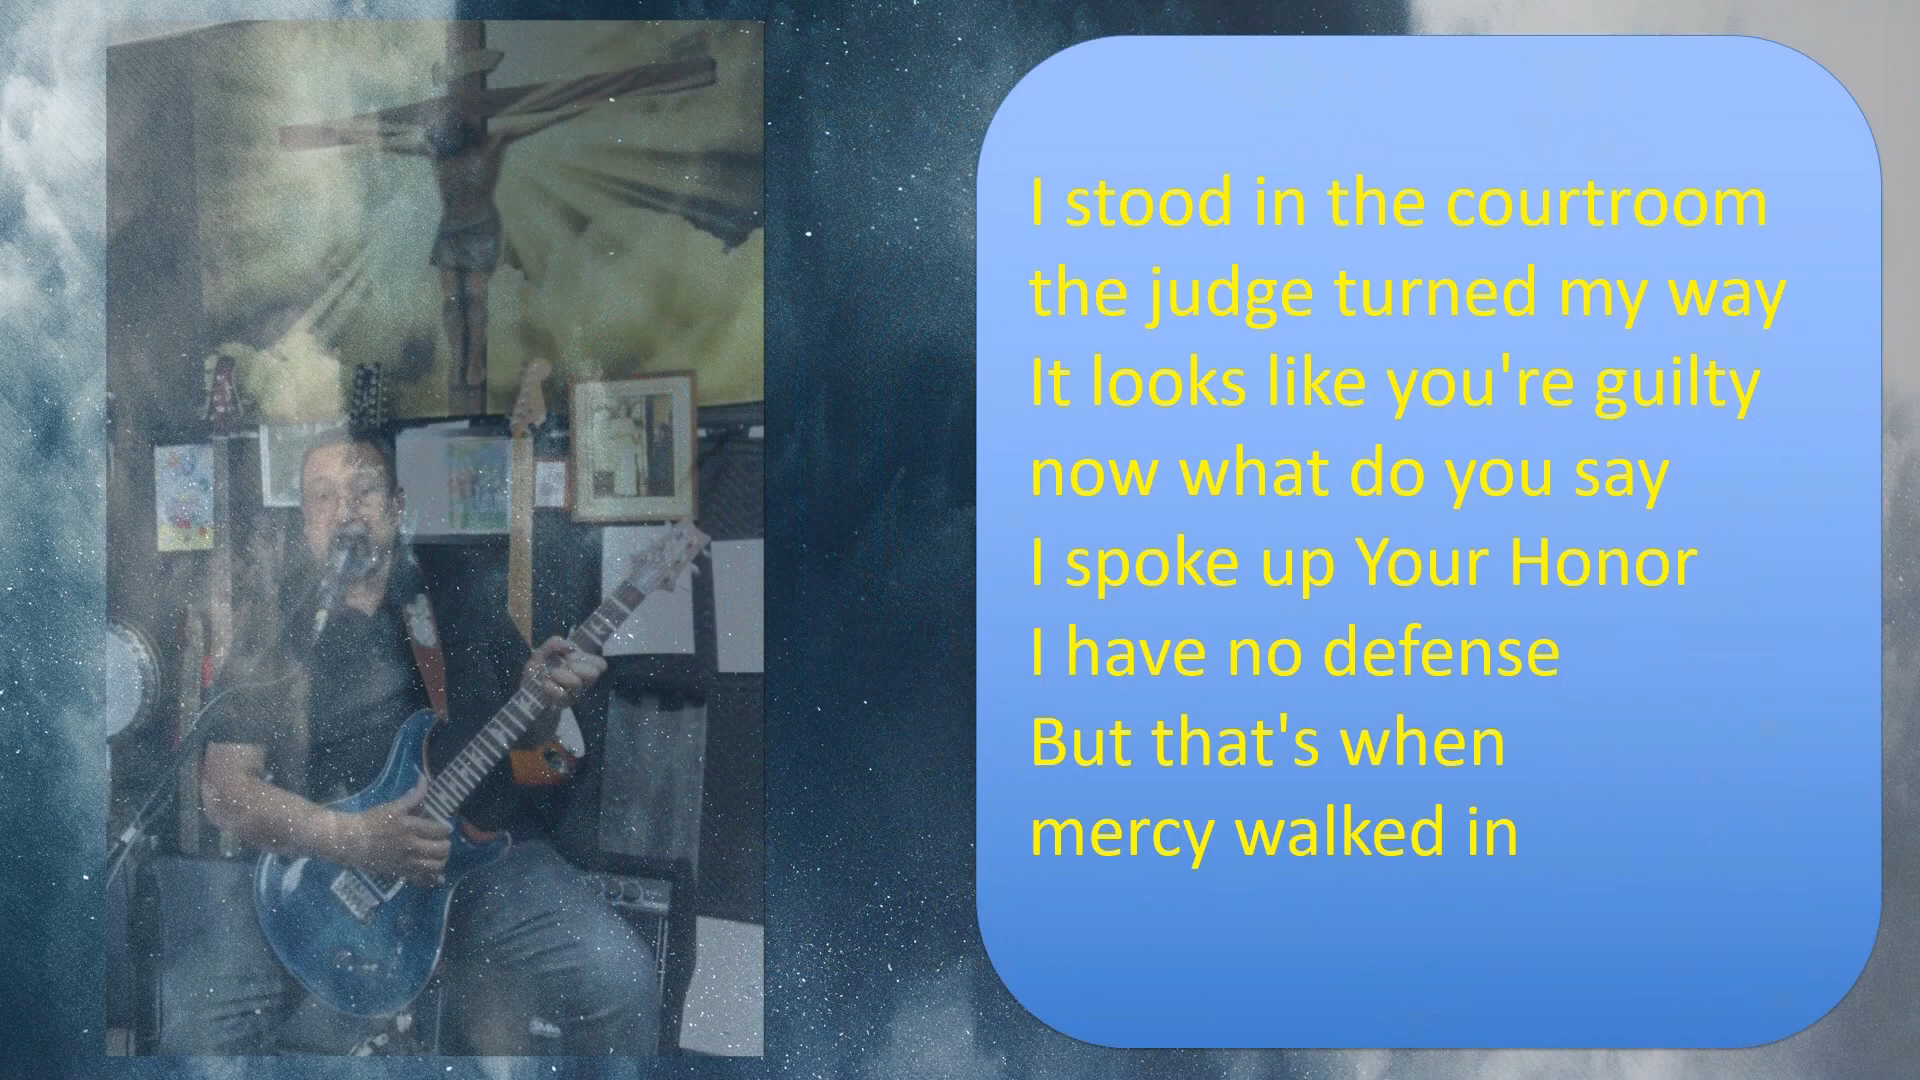 I stood in the courtroom
the judge turned my way
It looks like you're guilty
now what do you say
I spoke up Your Honor
I have no defense
But that's when
mercy walked in